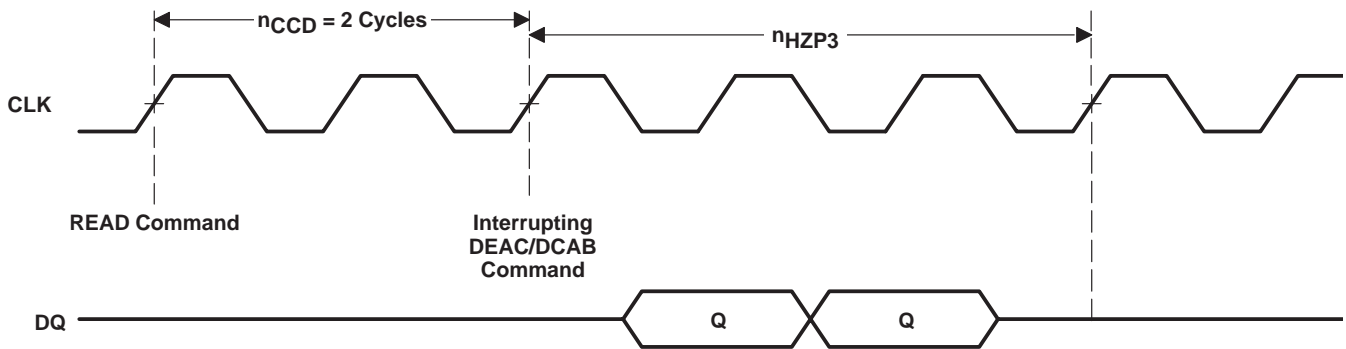 nCCD = 2 Cycles
nHZP3
CLK
READ Command
Interrupting
DEAC/DCAB
Command
DQ
Q
Q